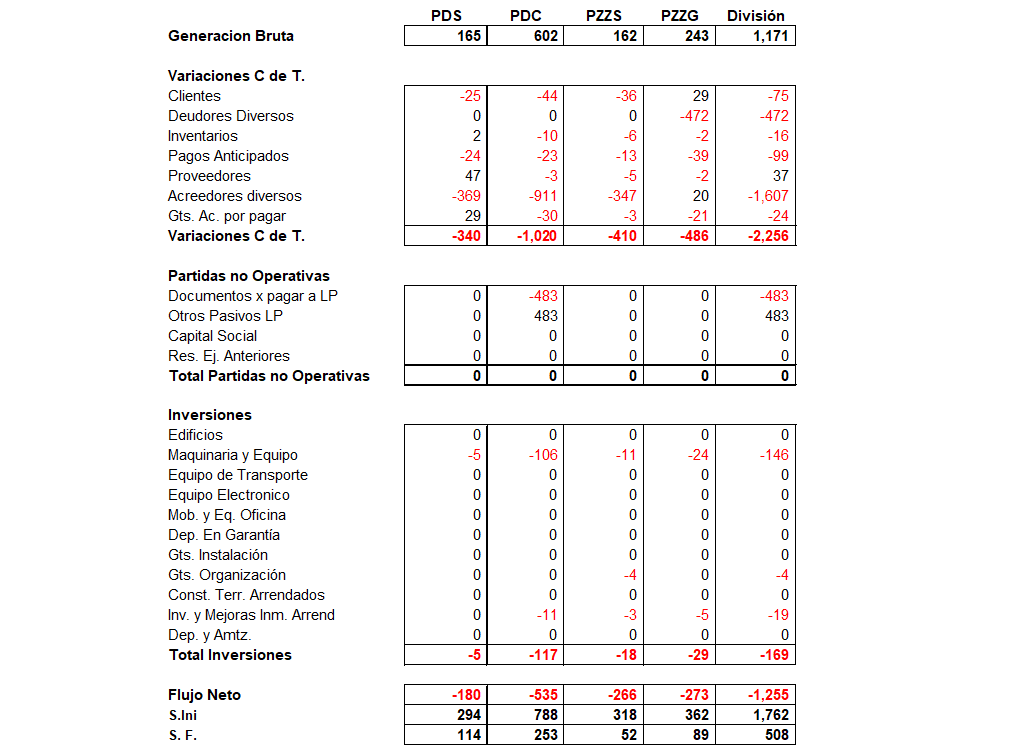 PDS PDC PZZS PZZG División
Generacion Bruta 165 602 162 243 1,171
Variaciones C de T.
Clientes -25 -44 -36 29 -75
Deudores Diversos 0 0 0 -472 -472
Inventarios 2 -10 -6 -2 -16
Pagos Anticipados -24 -23 -13 -39 -99
Proveedores 47 -3 -5 -2 37
Acreedores diversos -369 -911 -347 20 -1,607
Gts. Ac. por pagar 29 -30 -3 -21 -24
Variaciones C de T. -340 -1,020 -410 -486 -2,256
Partidas no Operativas
Documentos x pagar a LP 0 -483 0 0 -483
Otros Pasivos LP 0 483 0 0 483
Capital Social 0 0 0 0 0
Res. Ej. Anteriores 0 0 0 0 0
Total Partidas no Operativas 0 0 0 0 0
Inversiones
Edificios 0 0 0 0 0
Maquinaria y Equipo -5 -106 -11 -24 -146
Equipo de Transporte 0 0 0 0 0
Equipo Electronico 0 0 0 0 0
Mob. y Eq. Oficina 0 0 0 0 0
Dep. En Garantía 0 0 0 0 0
Gts. Instalación 0 0 0 0 0
Gts. Organización 0 0 -4 0 -4
Const. Terr. Arrendados 0 0 0 0 0
Inv. y Mejoras Inm. Arrend 0 -11 -3 -5 -19
Dep. y Amtz. 0 0 0 0 0
Total Inversiones -5 -117 -18 -29 -169
Flujo Neto -180 -535 -266 -273 -1,255
S.Ini 294 788 318 362 1,762
S. F. 114 253 52 89 508